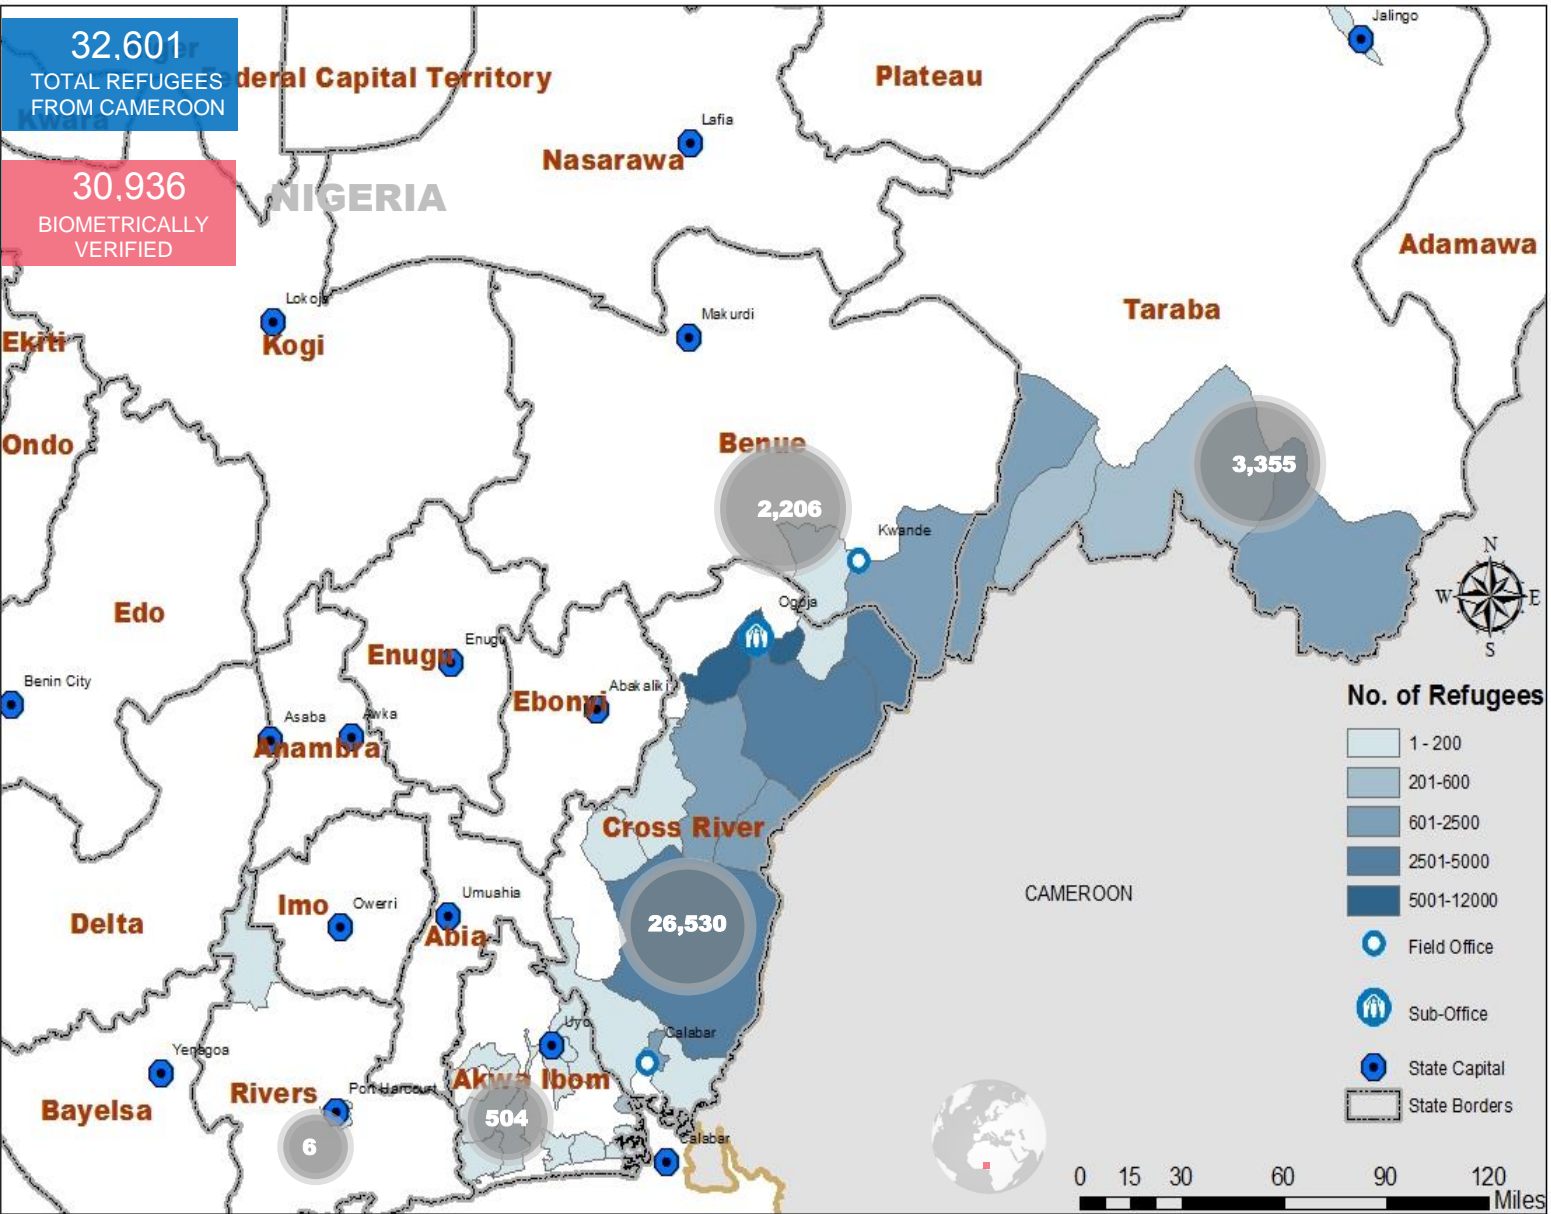 32,601
TOTAL REFUGEES
FROM CAMEROON
30,936
BIOMETRICALLY
VERIFIED
Kwara
Federal Capital Territory
Plateau
Jalingo
Lafia
Nasarawa
NIGERIA
Adamawa
Taraba
Lokoja
Kogi
Makurdi
Ekiti
Ondo
Benue
3,355
2,206
Kwande
Ogoja
Edo
Enugu
Enugu
Ebonyi
Abakaliki
Benin City
Asaba
Awka
Anambra
Cross River
Imo
Owerri
Umuahia
Abia
Delta
26,530
CAMEROON
Uyo
Calabar
Yenagoa
Bayelsa
Rivers
Port Harcourt
Akwa Ibom
504
6
Calabar
N
W
E
S
No. of Refugees
1 - 200
201-600
601-2500
2501-5000
5001-12000
Field Office
Sub-Office
State Capital
State Borders
0 15 30 60 90 120
Miles